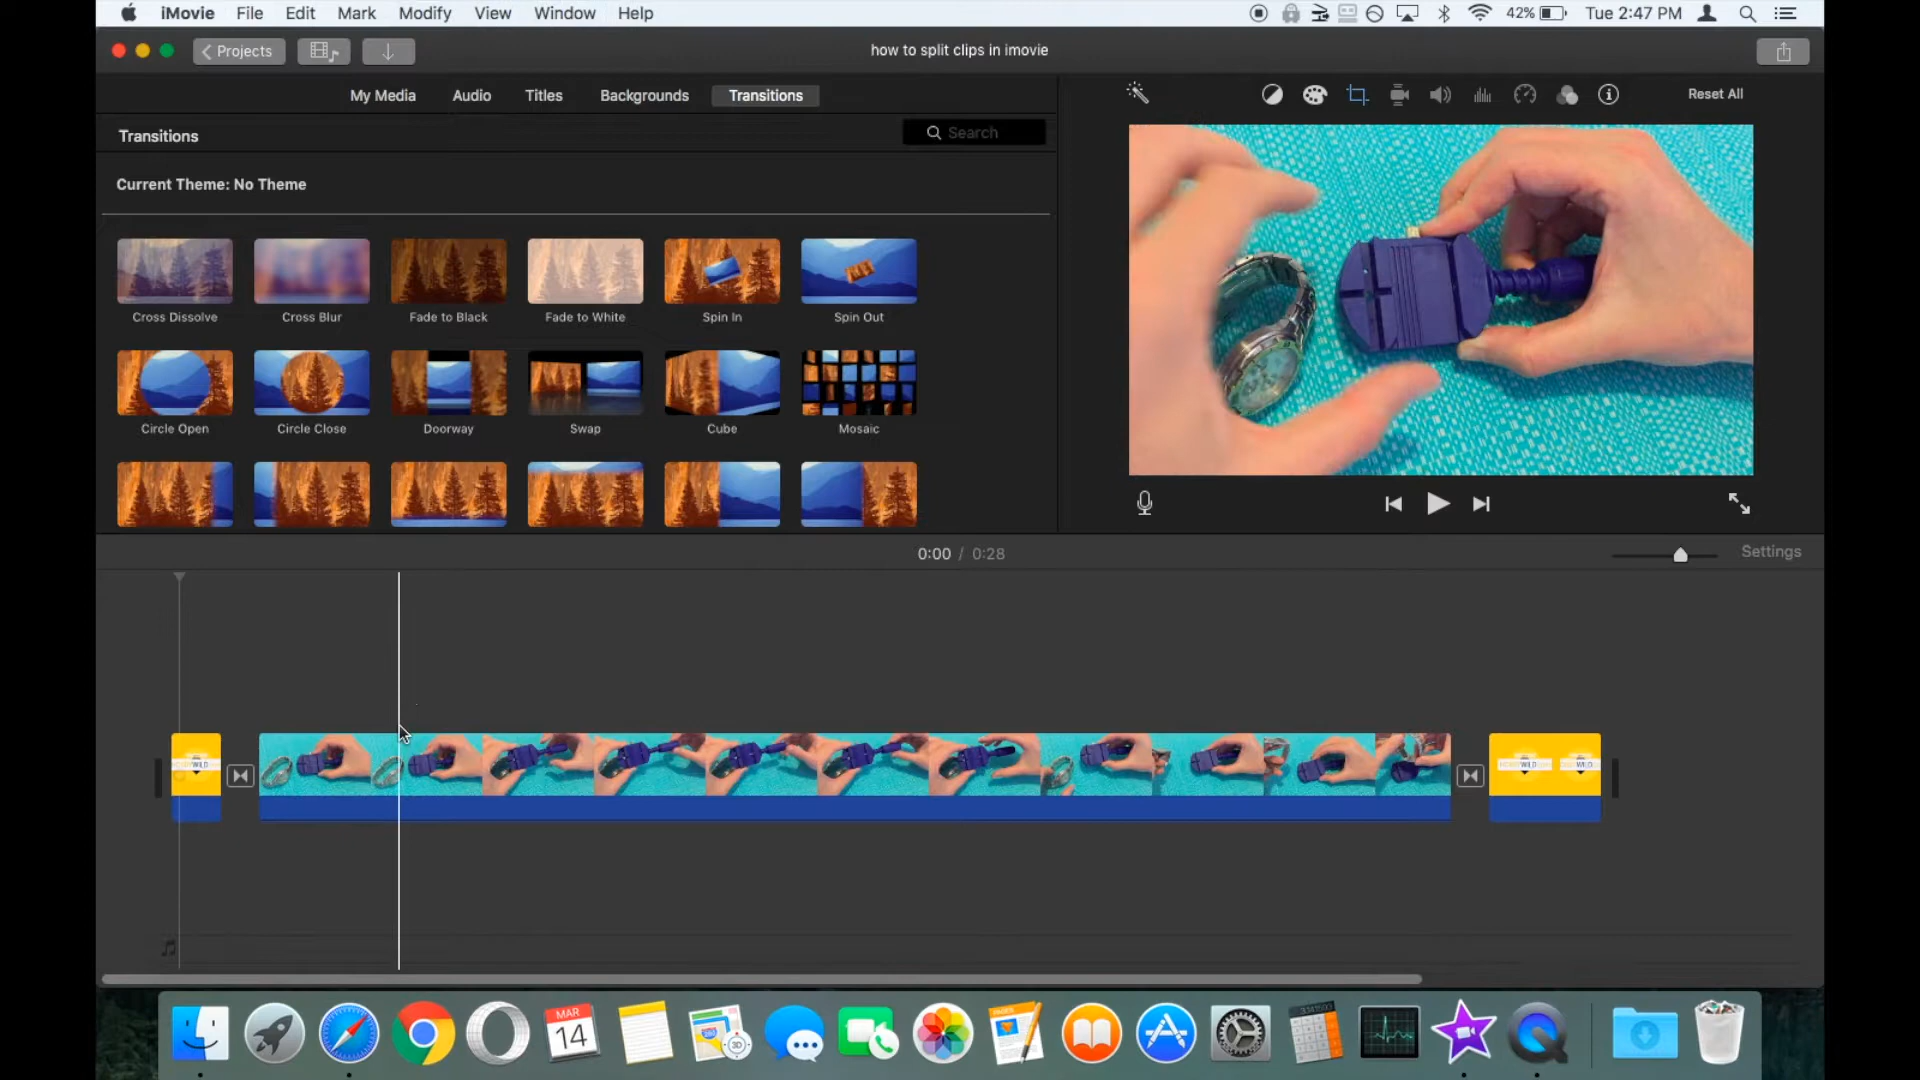 iMovie File Edit Mark Modify View Window Help
42% Tue 2:47 PM
Projects
how to split clips in imovie
My Media Audio Titles Backgrounds Transitions
Reset All
Transitions
Search
Current Theme: No Theme
Cross Dissolve Cross Blur Fade to Black Fade to White Spin In Spin Out
Circle Open Circle Close Doorway Swap Cube Mosaic
0:00 / 0:28
Settings
WILD
WILD
MAR
14
3D